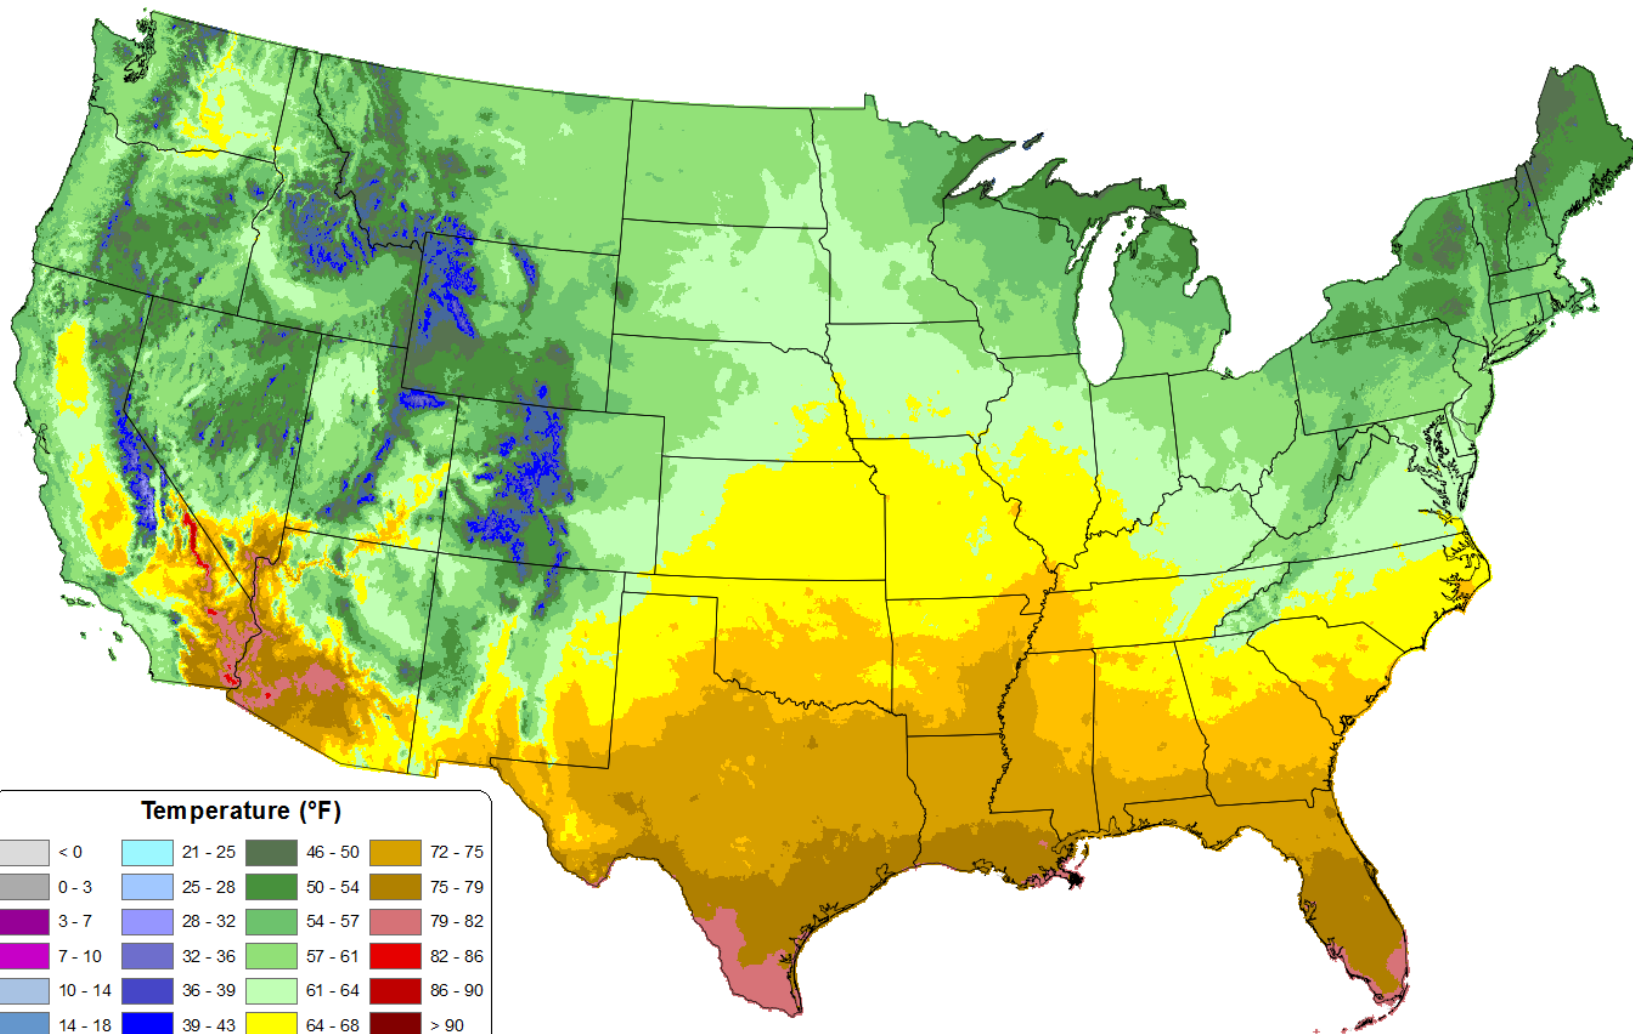 Temperature (°F)
< 0 21 - 25 46 - 50 72 - 75
0 - 3 25 - 28 50 - 54 75 - 79
3 - 7 28 - 32 54 - 57 79 - 82
7 - 10 32 - 36 57 - 61 82 - 86
10 - 14 36 - 39 61 - 64 86 - 90
14 - 18 39 - 43 64 - 68 > 90